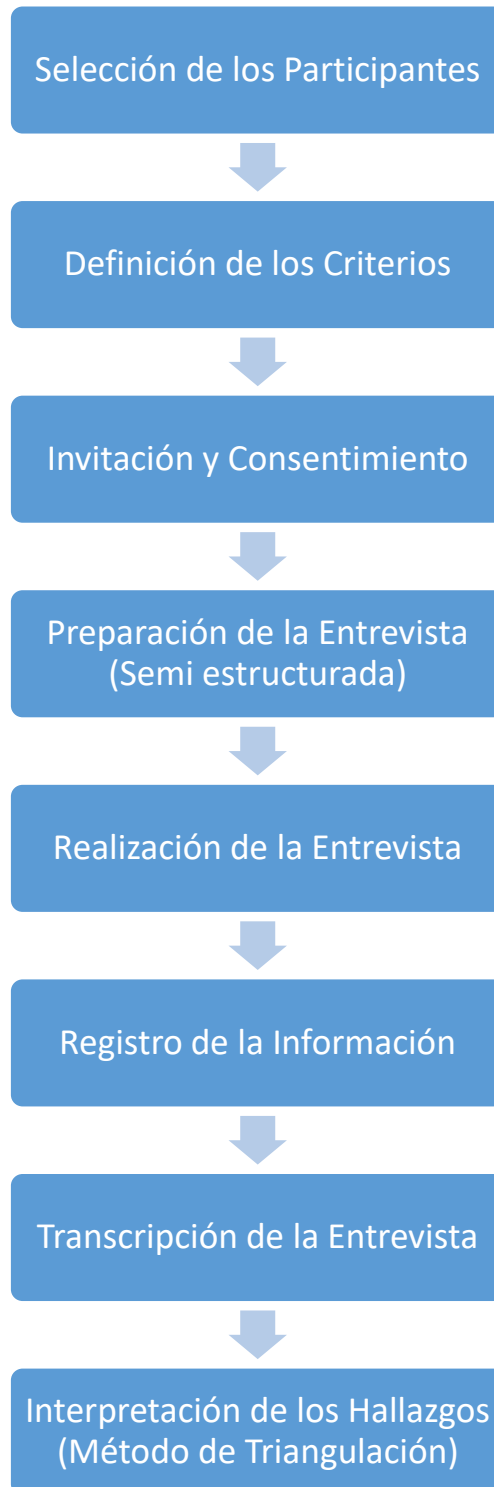 Selección de los Participantes
Definición de los Criterios
Invitación y Consentimiento
Preparación de la Entrevista
(Semi estructurada)
Realización de la Entrevista
Registro de la Información
Transcripción de la Entrevista
Interpretación de los Hallazgos
(Método de Triangulación)